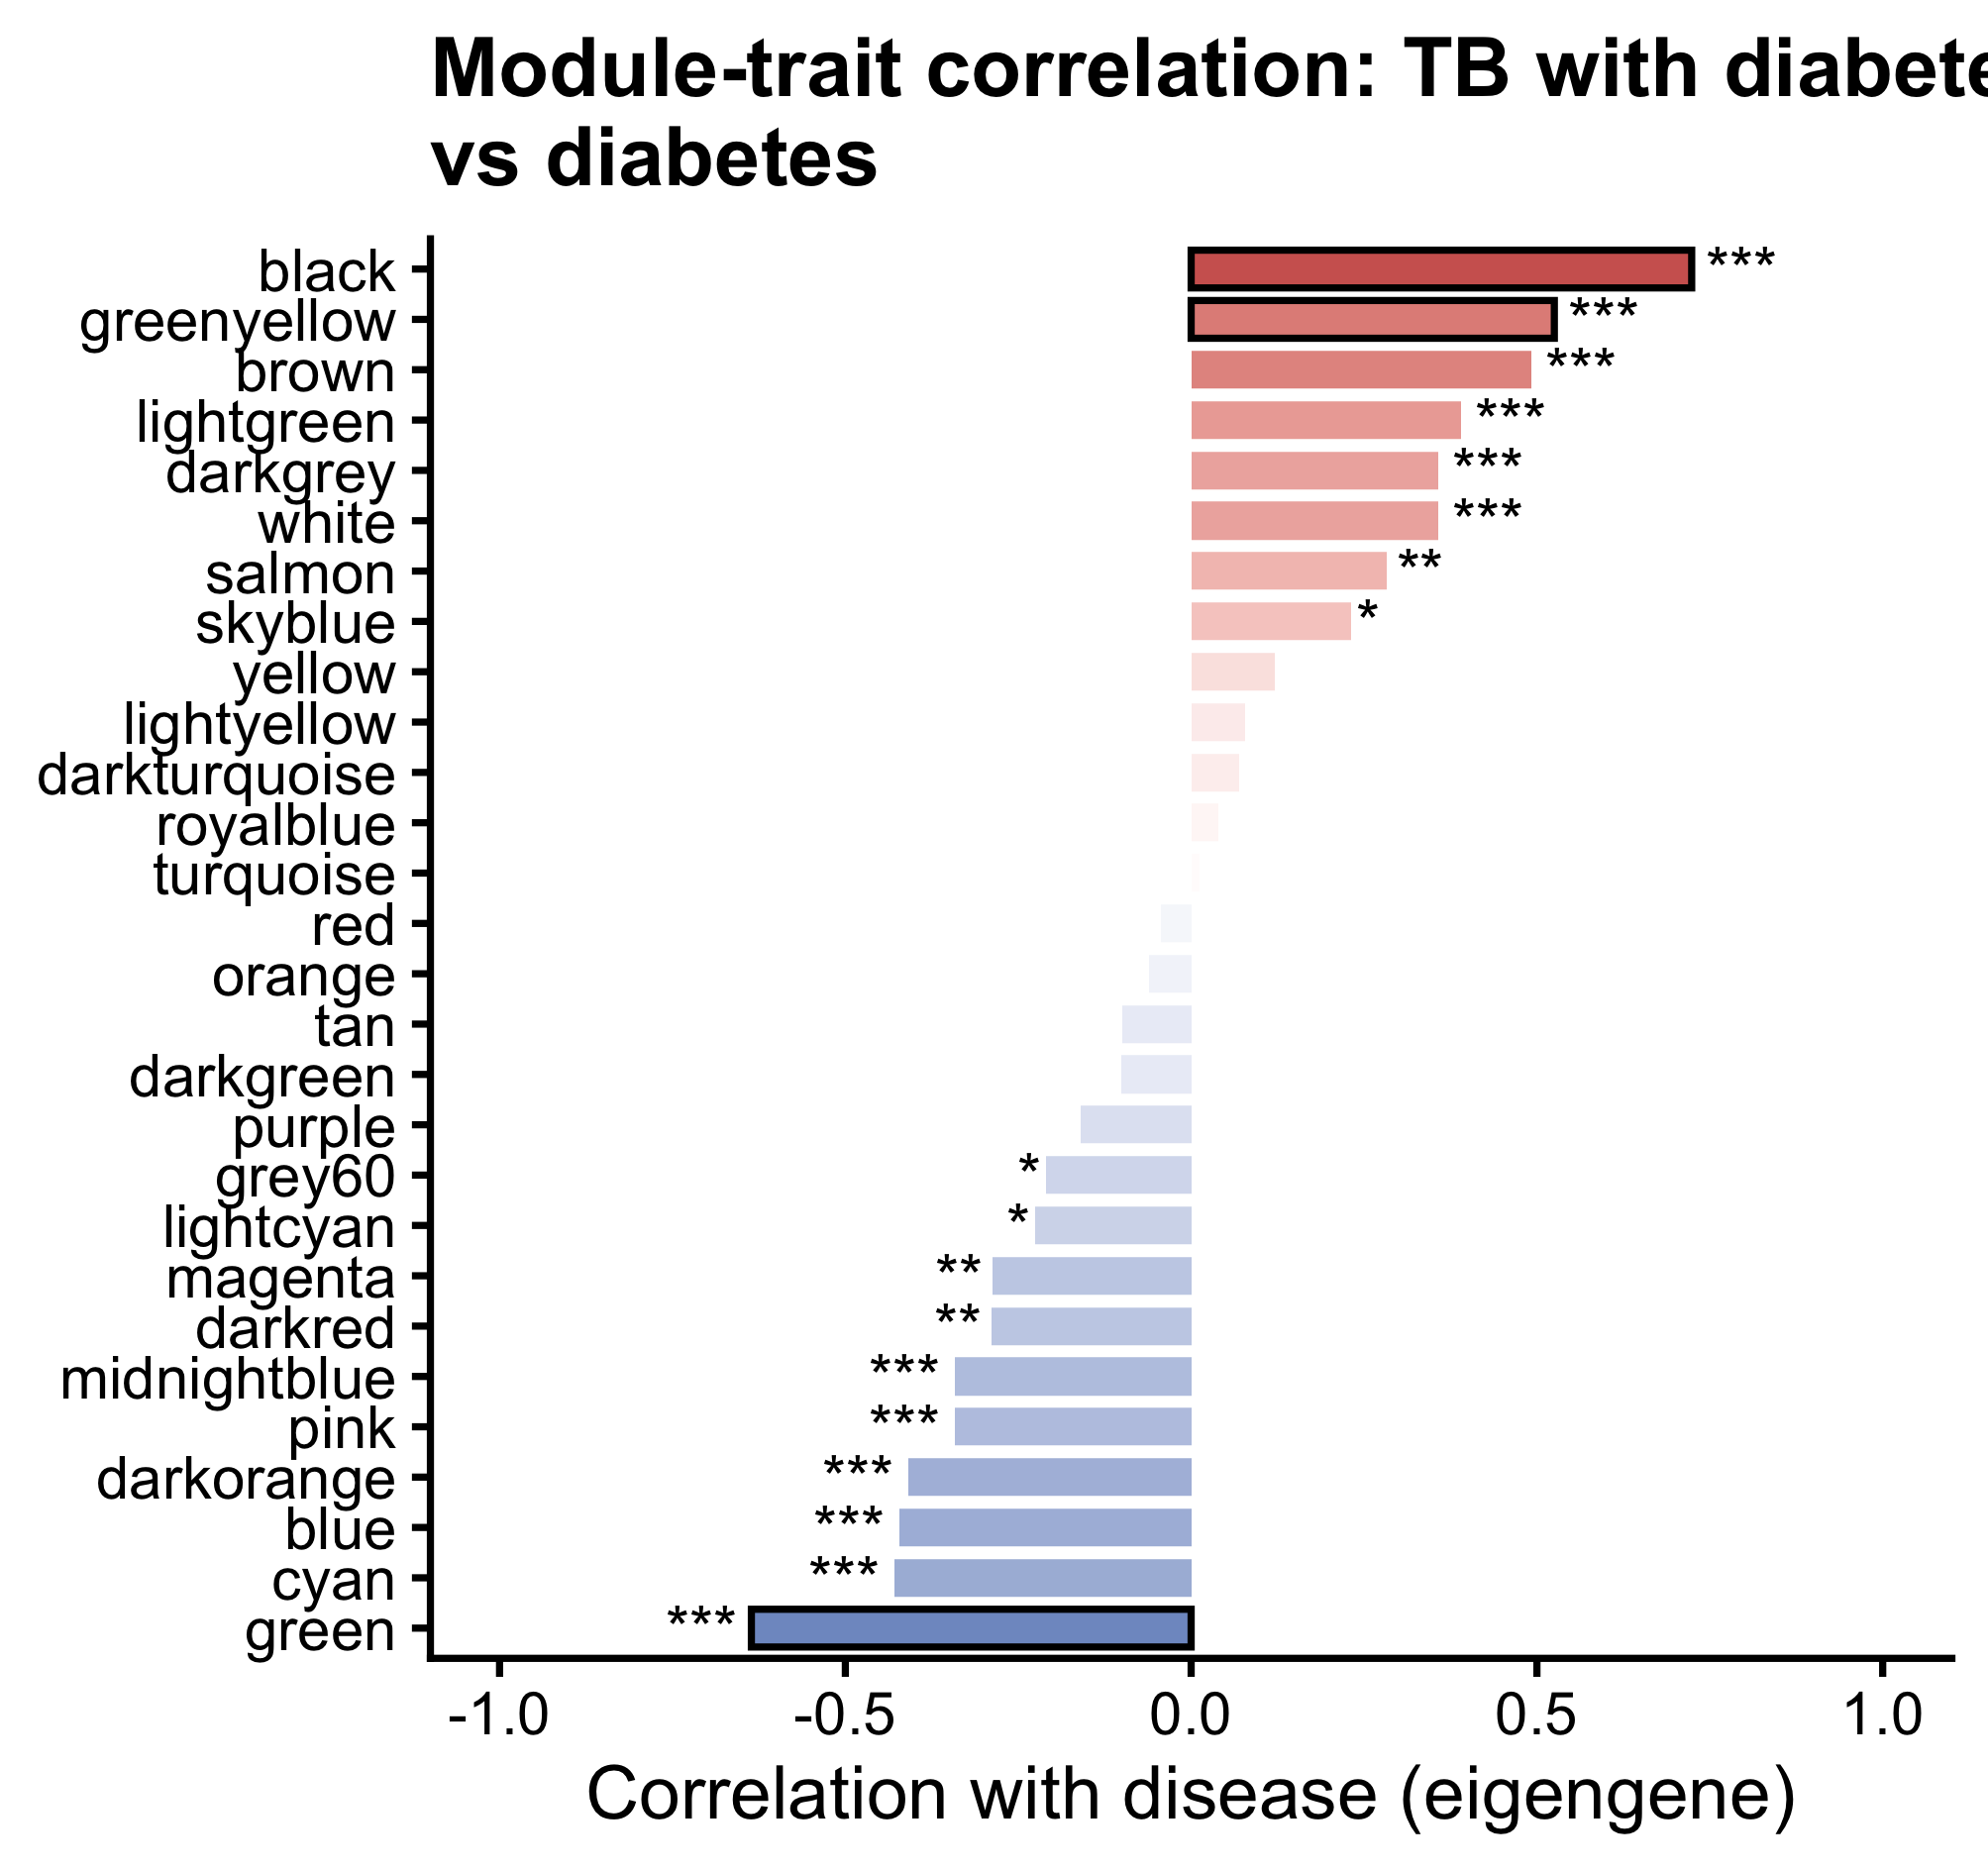 Module-trait correlation: TB with diabete
vs diabetes
black ***
greenyellow ***
brown ***
lightgreen ***
darkgrey ***
white ***
salmon **
skyblue *
yellow
lightyellow
darkturquoise
royalblue
turquoise
red
orange
tan
darkgreen
purple
grey60 *
lightcyan *
magenta **
darkred **
midnightblue ***
pink ***
darkorange ***
blue ***
cyan ***
green ***
-1.0 -0.5 0.0 0.5 1.0
Correlation with disease (eigengene)